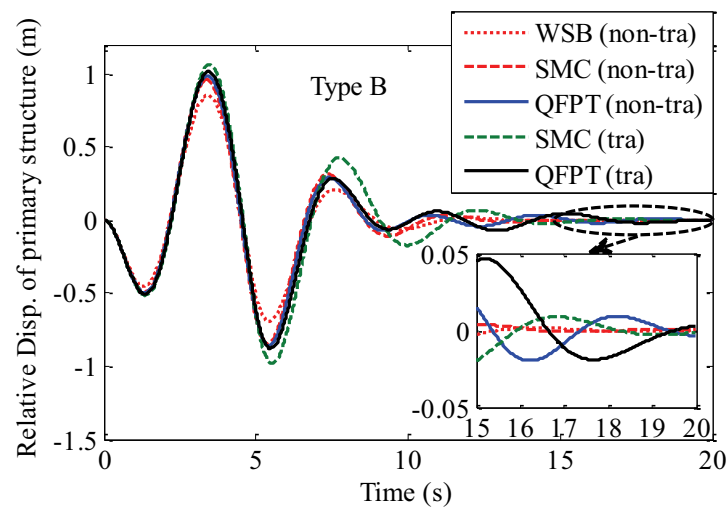 WSB (non-tra)
SMC (non-tra)
QFPT (non-tra)
SMC (tra)
QFPT (tra)
Type B
Relative Disp. of primary structure (m)
1
0.5
0
-0.5
-1
-1.5
0 5 10 15 20
Time (s)
0.05
0
-0.05
15 16 17 18 19 20